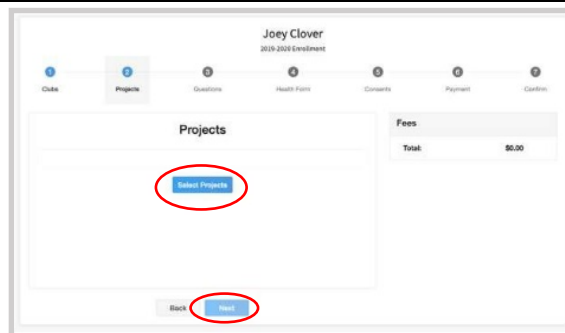 Joey Clover
2019-2020 Enrollment
1 2 3 4 5 6 7
Clubs Projects Questions Health Form Consents Payment Confirm
Projects
Select Projects
Back Next
Fees
Total: $0.00